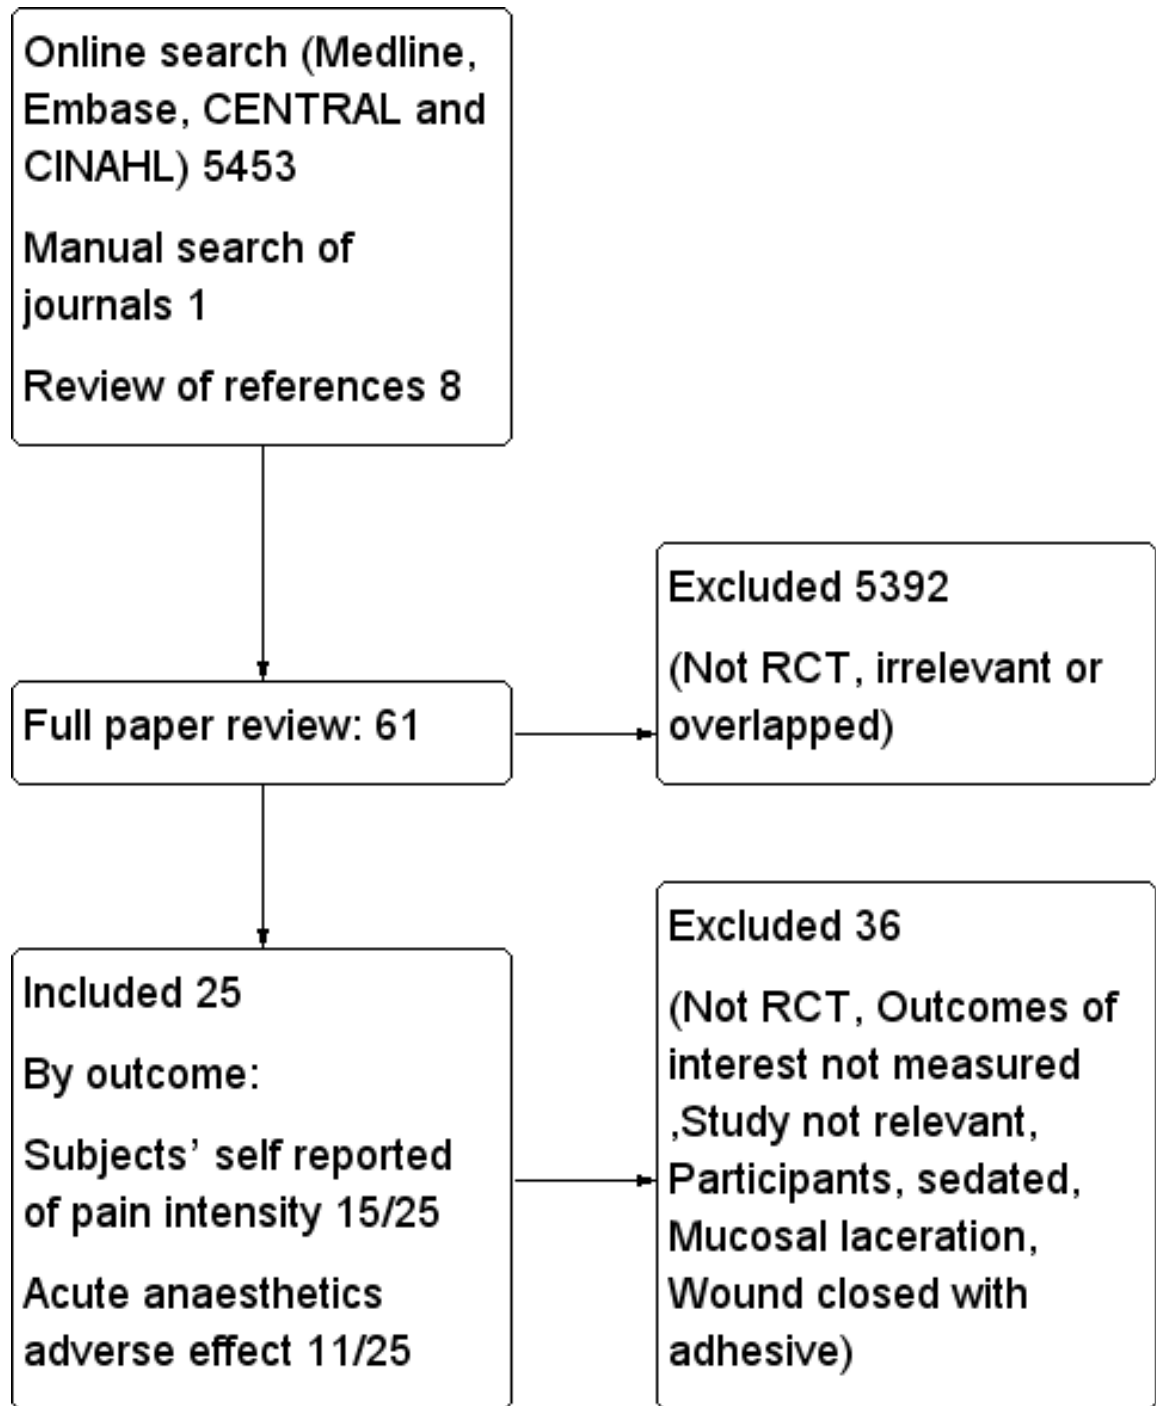 Online search (Medline,
Embase, CENTRAL and
CINAHL) 5453
Manual search of
journals 1
Review of references 8
Excluded 5392
(Not RCT, irrelevant or
overlapped)
Full paper review: 61
Excluded 36
(Not RCT, Outcomes of
interest not measured
,Study not relevant,
Participants, sedated,
Mucosal laceration,
Wound closed with
adhesive)
Included 25
By outcome:
Subjects’ self reported
of pain intensity 15/25
Acute anaesthetics
adverse effect 11/25